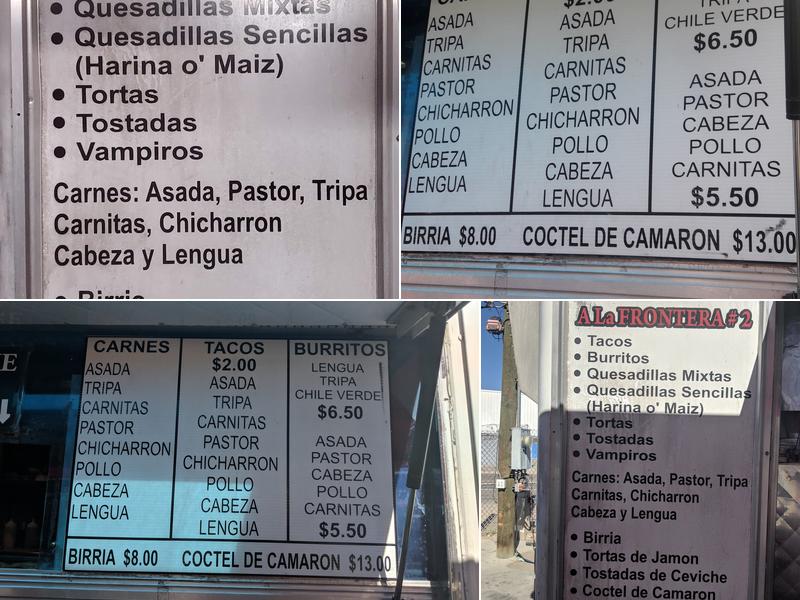 Quesadillas Mixtas
Quesadillas Sencillas
(Harina o' Maiz)
Tortas
Tostadas
Vampiros
Carnes: Asada, Pastor, Tripa
Carnitas, Chicharron
Cabeza y Lengua
Birria
$2.00
ASADA
TRIPA
CARNITAS
PASTOR
CHICHARRON
POLLO
CABEZA
LENGUA
ASADA
TRIPA
CARNITAS
PASTOR
CHICHARRON
POLLO
CABEZA
LENGUA
TRIPA
CHILE VERDE
$6.50
ASADA
PASTOR
CABEZA
POLLO
CARNITAS
$5.50
BIRRIA $8.00 COCTEL DE CAMARON $13.00
CARNES
ASADA
TRIPA
CARNITAS
PASTOR
CHICHARRON
POLLO
CABEZA
LENGUA
TACOS
$2.00
ASADA
TRIPA
CARNITAS
PASTOR
CHICHARRON
POLLO
CABEZA
LENGUA
BURRITOS
LENGUA
TRIPA
CHILE VERDE
$6.50
ASADA
PASTOR
CABEZA
POLLO
CARNITAS
$5.50
BIRRIA $8.00 COCTEL DE CAMARON $13.00
A La FRONTERA # 2
Tacos
Burritos
Quesadillas Mixtas
Quesadillas Sencillas
(Harina o' Maiz)
Tortas
Tostadas
Vampiros
Carnes: Asada, Pastor, Tripa
Carnitas, Chicharron
Cabeza y Lengua
Birria
Tortas de Jamon
Tostadas de Ceviche
Coctel de Camaron